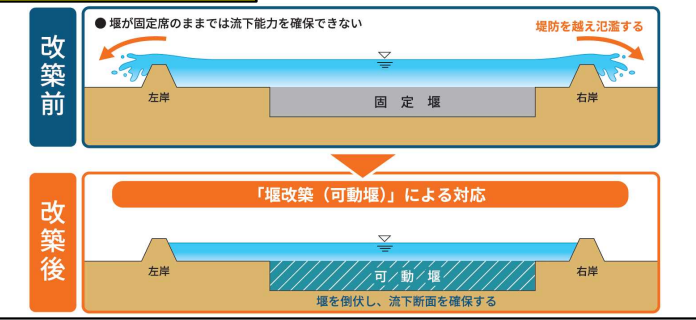 改築前
● 堰が固定席のままでは流下能力を確保できない
堤防を越え氾濫する
左岸
固定堰
右岸
改築後
「堰改築（可動堰）」による対応
左岸
可動堰
右岸
堰を倒伏し、流下断面を確保する